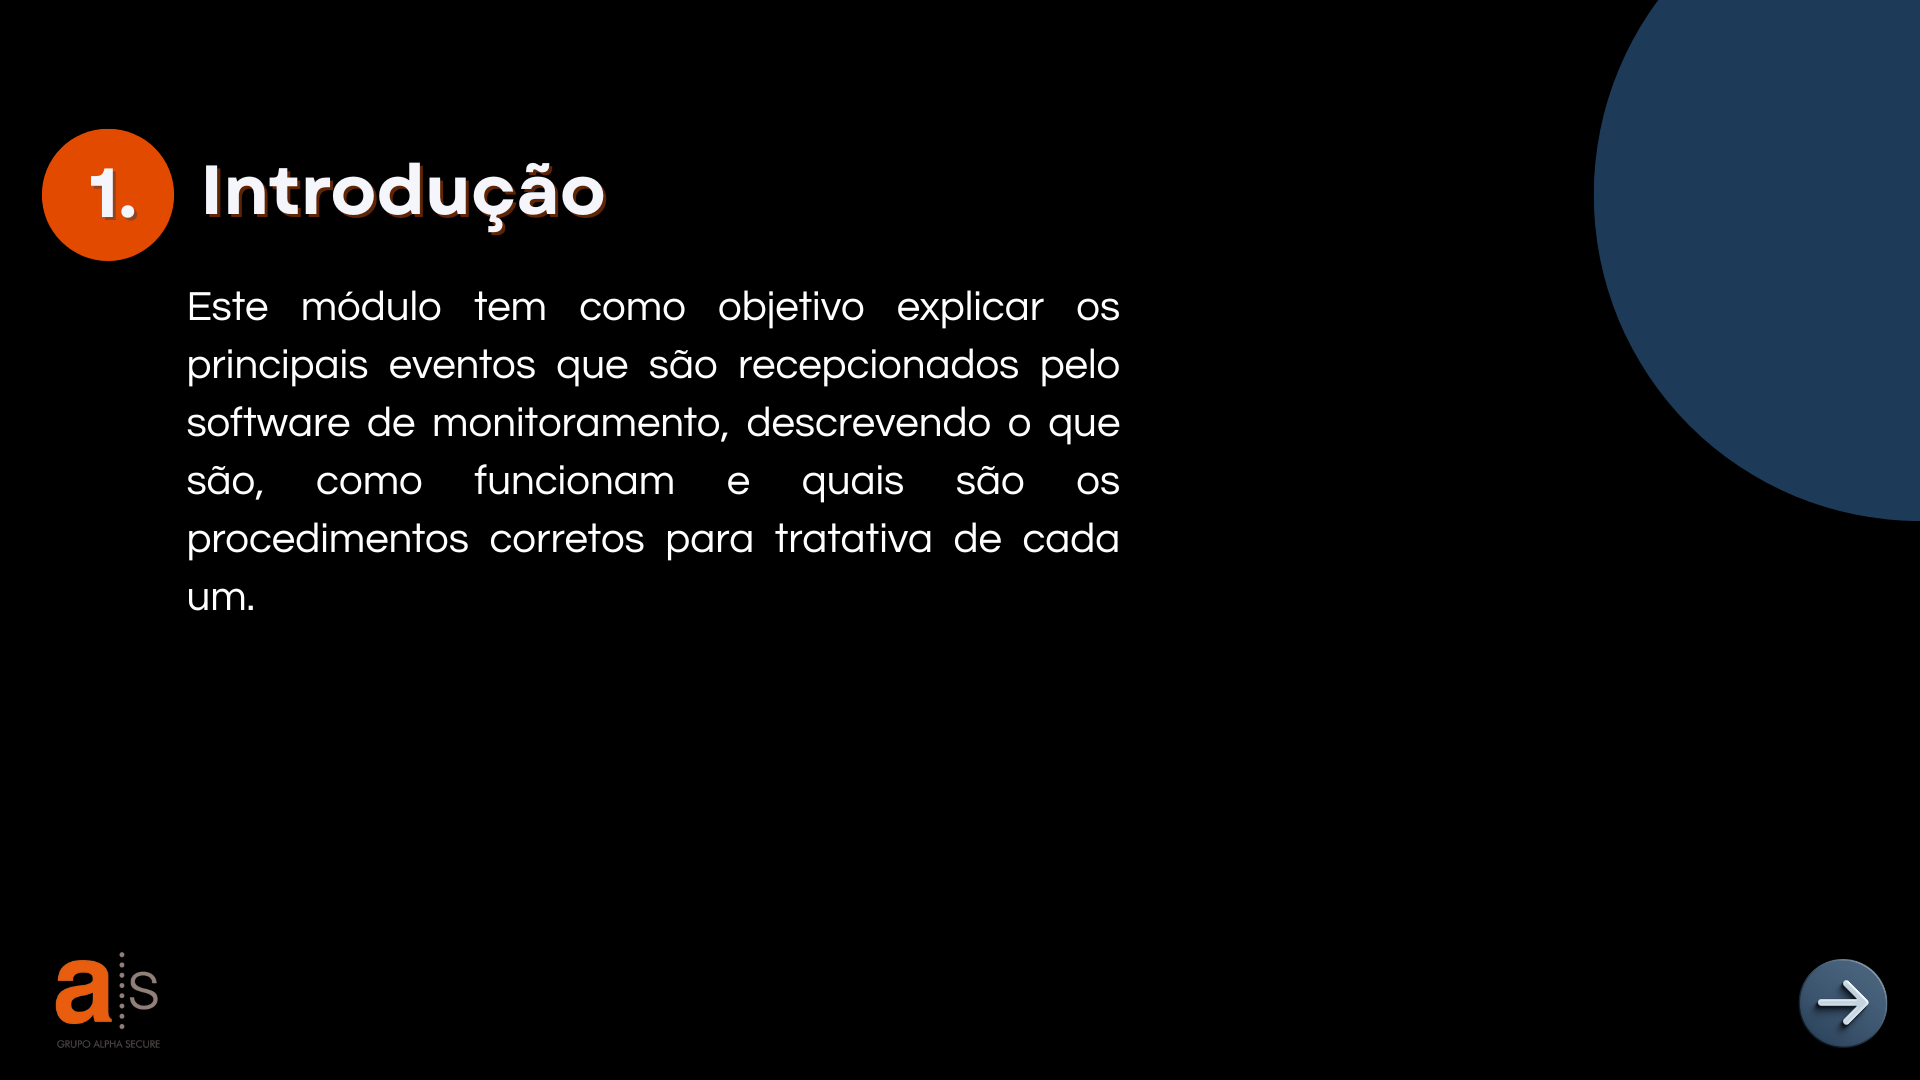 1. Introdução
Este módulo tem como objetivo explicar os
principais eventos que são recepcionados pelo
software de monitoramento, descrevendo o que
são, como funcionam e quais são os
procedimentos corretos para tratativa de cada
um.
a s
GRUPO ALPHA SECURE